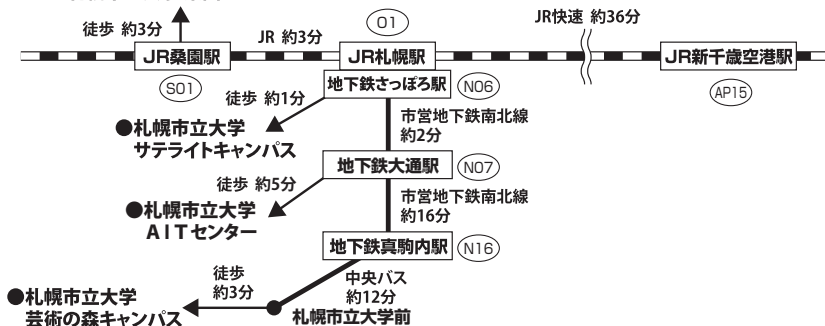 徒歩 約3分
JR桑園駅
S01
JR 約3分
01
JR札幌駅
JR快速 約36分
JR新千歳空港駅
AP15
地下鉄さっぽろ駅
N06
徒歩 約1分
●札幌市立大学
サテライトキャンパス
市営地下鉄南北線
約2分
地下鉄大通駅
N07
徒歩 約5分
●札幌市立大学
AITセンター
市営地下鉄南北線
約16分
地下鉄真駒内駅
N16
中央バス
約12分
札幌市立大学前
徒歩
約3分
●札幌市立大学
芸術の森キャンパス